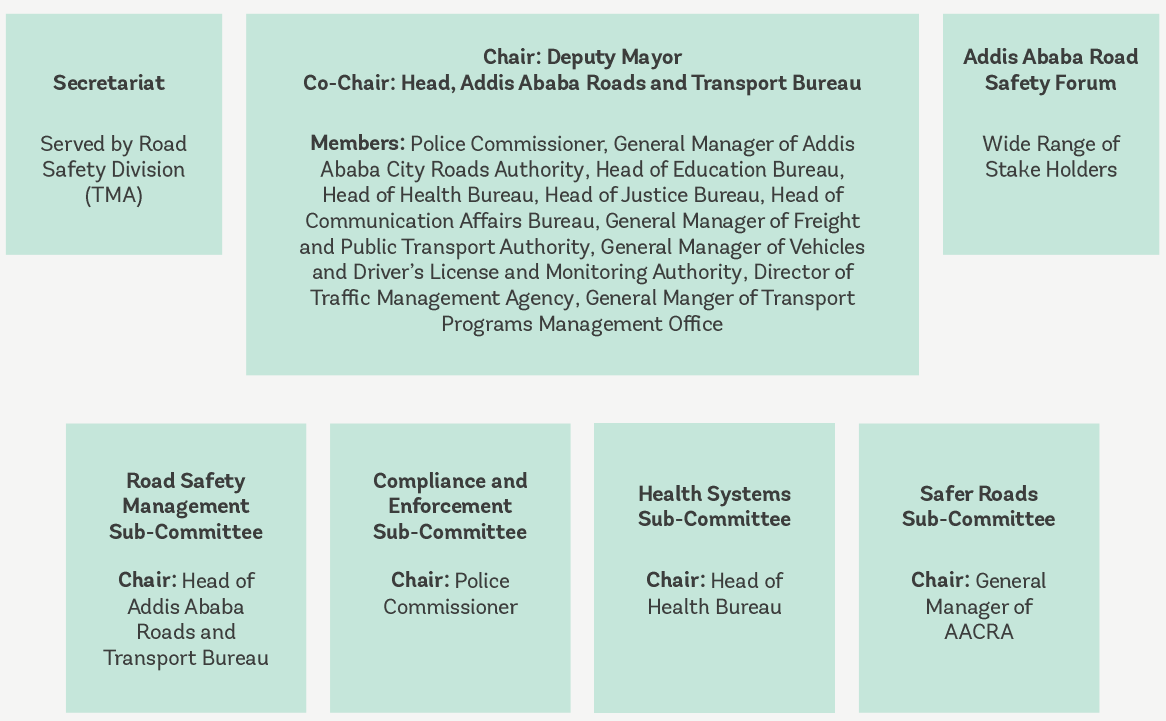 Secretariat
Served by Road
Safety Division
(TMA)
Chair: Deputy Mayor
Co-Chair: Head, Addis Ababa Roads and Transport Bureau
Members: Police Commissioner, General Manager of Addis
Ababa City Roads Authority, Head of Education Bureau,
Head of Health Bureau, Head of Justice Bureau, Head of
Communication Affairs Bureau, General Manager of Freight
and Public Transport Authority, General Manager of Vehicles
and Driver’s License and Monitoring Authority, Director of
Traffic Management Agency, General Manger of Transport
Programs Management Office
Addis Ababa Road
Safety Forum
Wide Range of
Stake Holders
Road Safety
Management
Sub-Committee
Chair: Head of
Addis Ababa
Roads and
Transport Bureau
Compliance and
Enforcement
Sub-Committee
Chair: Police
Commissioner
Health Systems
Sub-Committee
Chair: Head of
Health Bureau
Safer Roads
Sub-Committee
Chair: General
Manager of
AACRA